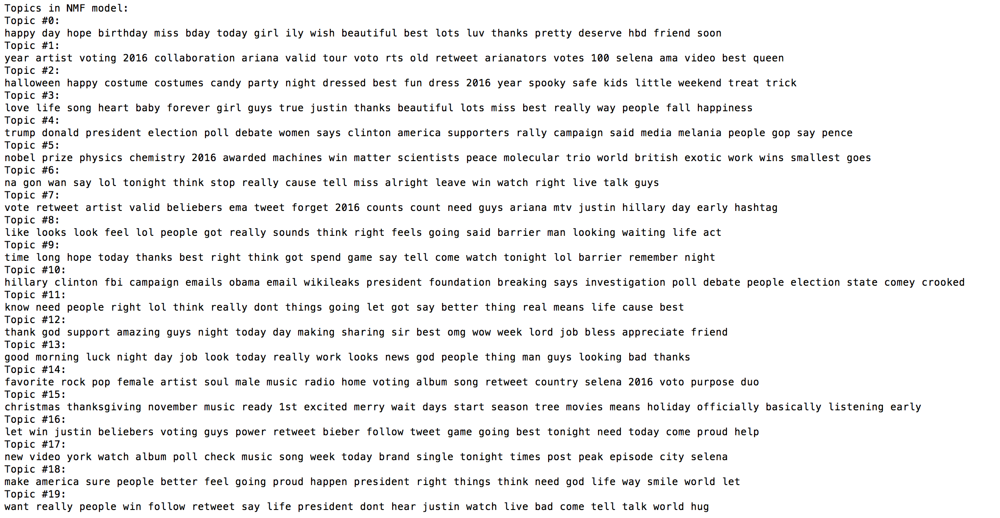 Topics in NMF model:
Topic #0:
happy day hope birthday miss bday today girl ily wish beautiful best lots luv thanks pretty deserve hbd friend soon
Topic #1:
year artist voting 2016 collaboration ariana valid tour voto rts old retweet arianators votes 100 selena ama video best queen
Topic #2:
halloween happy costume costumes candy party night dressed best fun dress 2016 year spooky safe kids little weekend treat trick
Topic #3:
love life song heart baby forever girl guys true justin thanks beautiful lots miss best really way people fall happiness
Topic #4:
trump donald president election poll debate women says clinton america supporters rally campaign said media melania people gop say pence
Topic #5:
nobel prize physics chemistry 2016 awarded machines win matter scientists peace molecular trio world british exotic work wins smallest goes
Topic #6:
na gon wan say lol tonight think stop really cause tell miss alright leave win watch right live talk guys
Topic #7:
vote retweet artist valid beliebers ema tweet forget 2016 counts count need guys ariana mtv justin hillary day early hashtag
Topic #8:
like looks look feel lol people got really sounds think right feels going said barrier man looking waiting life act
Topic #9:
time long hope today thanks best right think got spend game say tell come watch tonight lol barrier remember night
Topic #10:
hillary clinton fbi campaign emails obama email wikileaks president foundation breaking says investigation poll debate people election state comey crooked
Topic #11:
know need people right lol think really dont things going let got say better thing real means life cause best
Topic #12:
thank god support amazing guys night today day making sharing sir best omg wow week lord job bless appreciate friend
Topic #13:
good morning luck night day job look today really work looks news god people thing man guys looking bad thanks
Topic #14:
favorite rock pop female artist soul male music radio home voting album song retweet country selena 2016 voto purpose duo
Topic #15:
christmas thanksgiving november music ready 1st excited merry wait days start season tree movies means holiday officially basically listening early
Topic #16:
let win justin beliebers voting guys power retweet bieber follow tweet game going best tonight need today come proud help
Topic #17:
new video york watch album poll check music song week today brand single tonight times post peak episode city selena
Topic #18:
make america sure people better feel going proud happen president right things think need god life way smile world let
Topic #19:
want really people win follow retweet say life president dont hear justin watch live bad come tell talk world hug